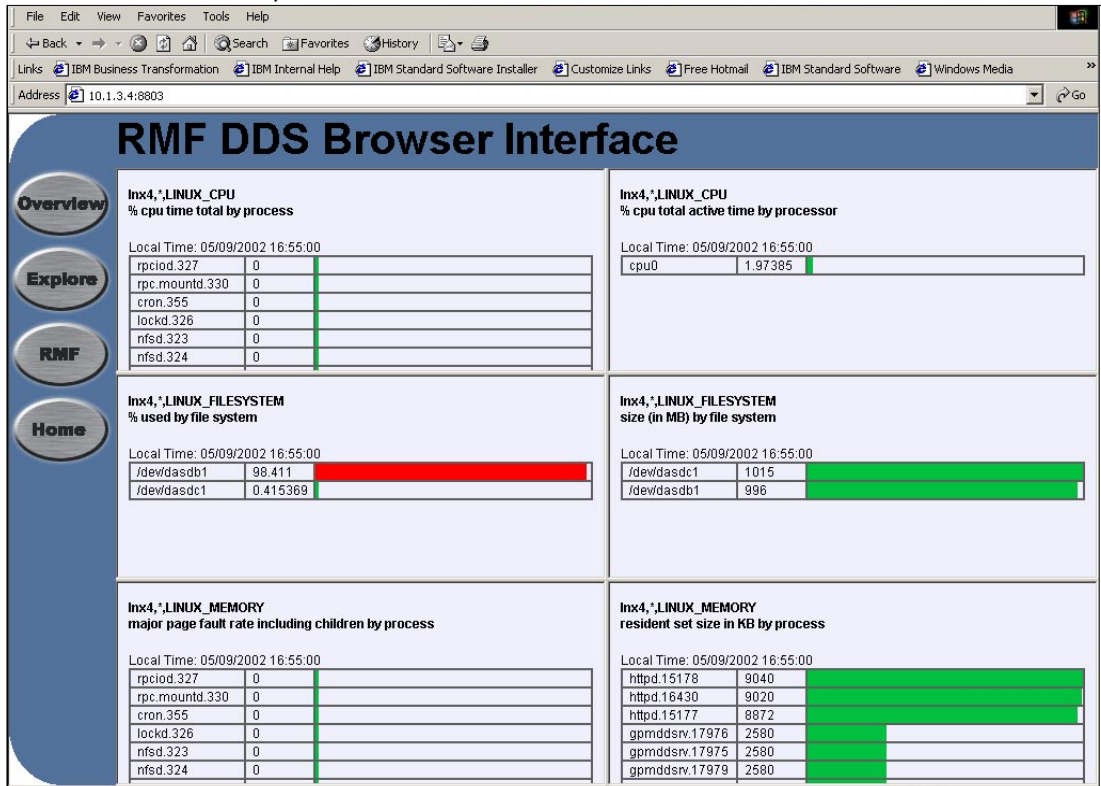 File Edit View Favorites Tools Help
Back Search Favorites History
Links IBM Business Transformation IBM Internal Help IBM Standard Software Installer Customize Links Free Hotmail IBM Standard Software Windows Media »
Address 10.1.3.4:8803 Go
RMF DDS Browser Interface
Overview
Explore
RMF
Home
lnx4,*,LINUX_CPU
% cpu time total by process
Local Time: 05/09/2002 16:55:00
rpciod.327 0
rpc.mountd.330 0
cron.355 0
lockd.326 0
nfsd.323 0
nfsd.324 0
lnx4,*,LINUX_CPU
% cpu total active time by processor
Local Time: 05/09/2002 16:55:00
cpu0 1.97385
lnx4,*,LINUX_FILESYSTEM
% used by file system
Local Time: 05/09/2002 16:55:00
/dev/dasdb1 98.411
/dev/dasdc1 0.415369
lnx4,*,LINUX_FILESYSTEM
size (in MB) by file system
Local Time: 05/09/2002 16:55:00
/dev/dasdc1 1015
/dev/dasdb1 996
lnx4,*,LINUX_MEMORY
major page fault rate including children by process
Local Time: 05/09/2002 16:55:00
rpciod.327 0
rpc.mountd.330 0
cron.355 0
lockd.326 0
nfsd.323 0
nfsd.324 0
lnx4,*,LINUX_MEMORY
resident set size in KB by process
Local Time: 05/09/2002 16:55:00
httpd.15178 9040
httpd.16430 9020
httpd.15177 8872
gpmddsrv.17976 2580
gpmddsrv.17975 2580
gpmddsrv.17979 2580